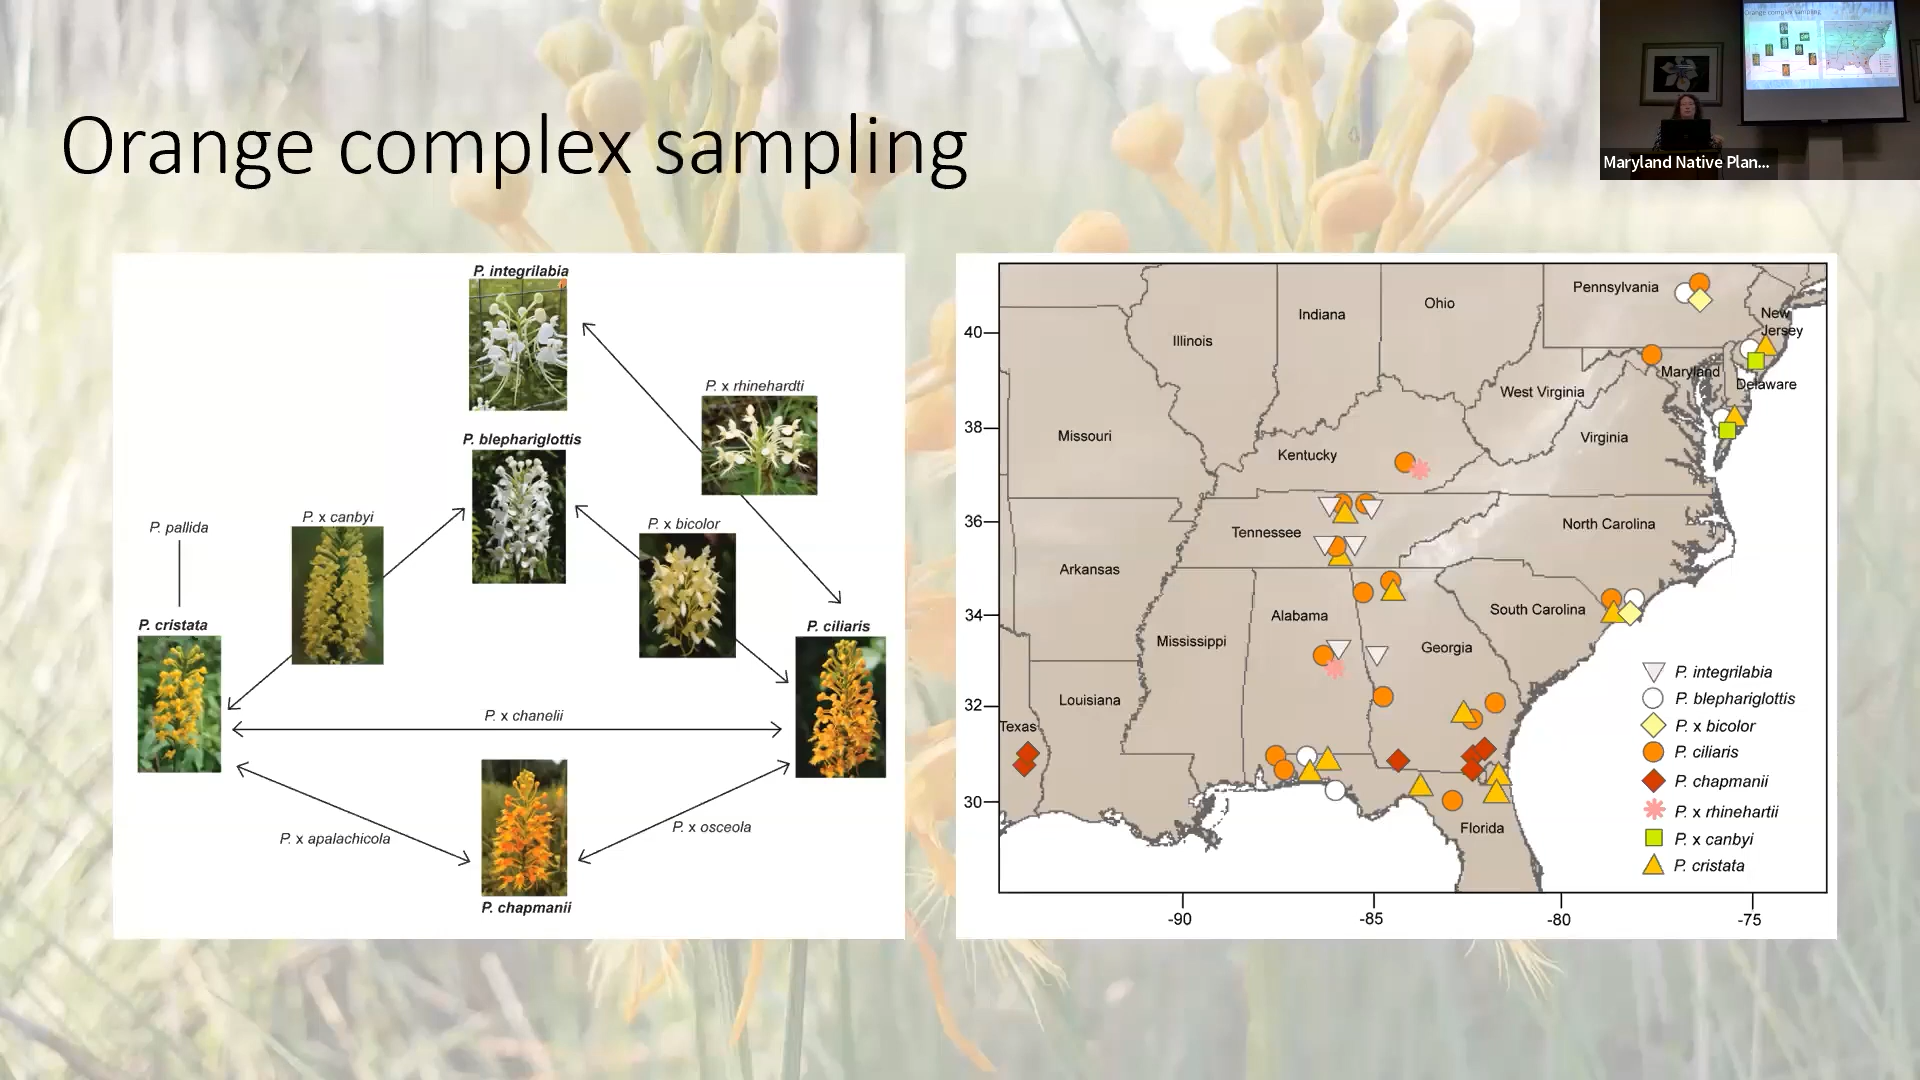 Orange complex sampling
Maryland Native Plan...
Orange complex sampling
P. integrilabia
P. x rhinehardti
P. blephariglottis
P. x canbyi
P. x bicolor
P. pallida
P. cristata
P. ciliaris
P. x chanelii
P. x apalachicola
P. x osceola
P. chapmanii
Pennsylvania
New
Jersey
Ohio
Indiana
Illinois
40
Maryland
Delaware
West Virginia
38
Missouri
Virginia
Kentucky
36
North Carolina
Tennessee
Arkansas
34
South Carolina
Alabama
Mississippi
Georgia
32
Louisiana
Texas
30
Florida
P. integrilabia
P. blephariglottis
P. x bicolor
P. ciliaris
P. chapmanii
P. x rhinehartii
P. x canbyi
P. cristata
-90
-85
-80
-75